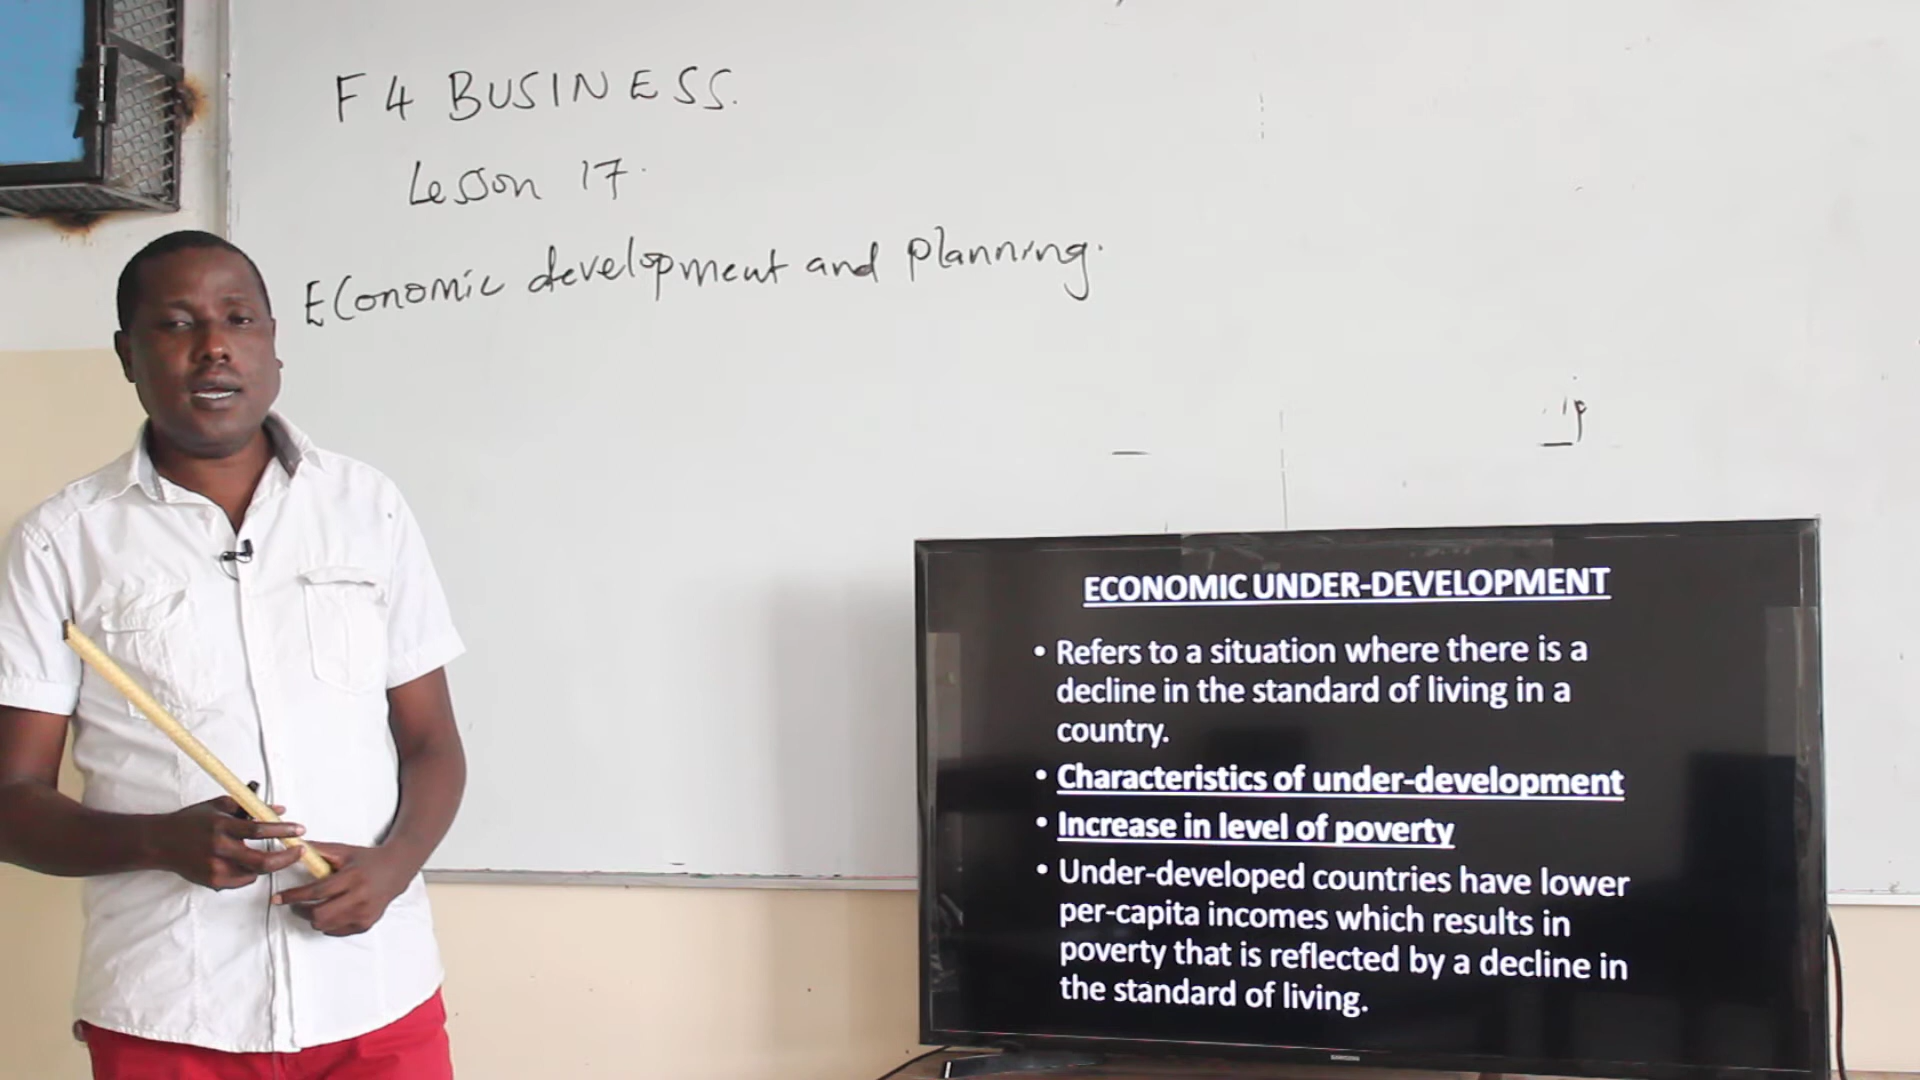 F4 BUSINESS.
Lesson 17.
Economic development and planning.
ECONOMIC UNDER-DEVELOPMENT
• Refers to a situation where there is a
decline in the standard of living in a
country.
• Characteristics of under-development
• Increase in level of poverty
• Under-developed countries have lower
per-capita incomes which results in
poverty that is reflected by a decline in
the standard of living.
SAMSUNG